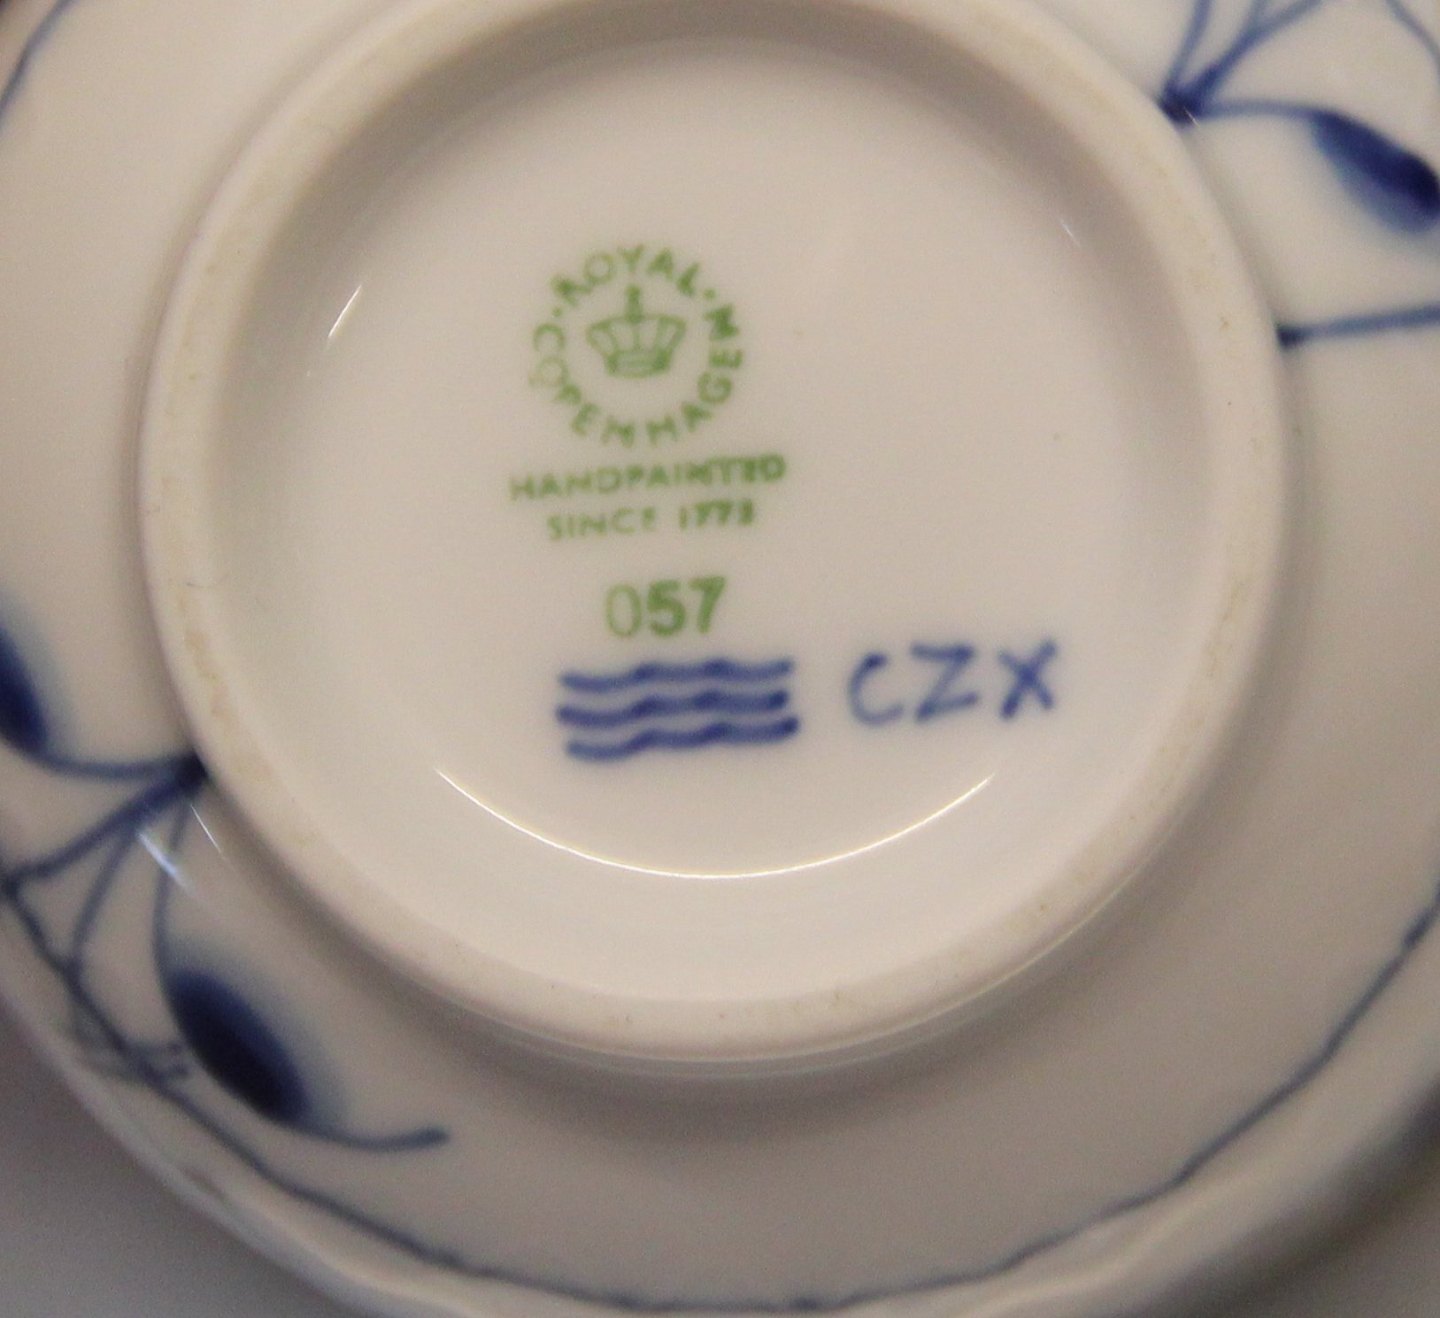 ROYAL · COPENHAGEN ·
HANDPAINTED
SINCE 1775
057
CZX